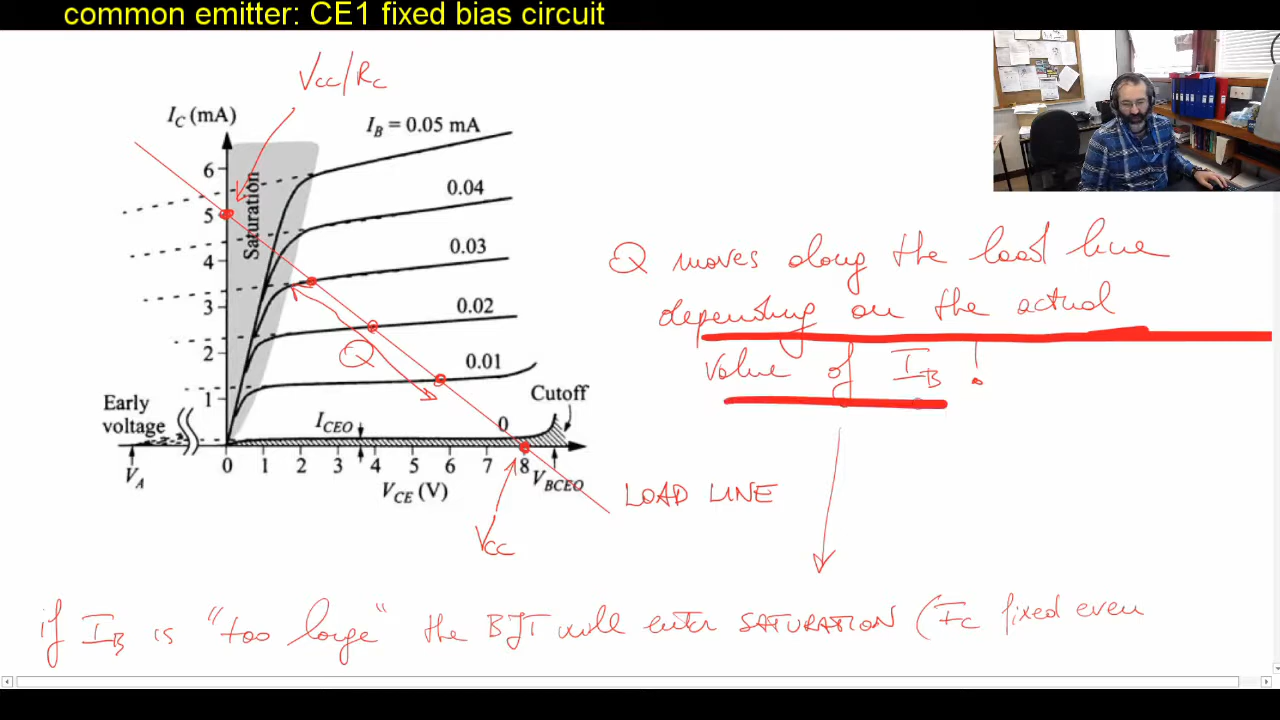 common emitter: CE1 fixed bias circuit
Vcc/Rc
I_C (mA)
I_B = 0.05 mA
6
0.04
5
Saturation
4
0.03
3
0.02
2
0.01
1
Q
Early
voltage
I_CEO
0
Cutoff
V_A
0 1 2 3 4 5 6 7 8
V_BCEO
V_CE (V)
Vcc
LOAD LINE
Q moves along the load line
depending on the actual
value of I_B !
if I_B is "too large" the BJT will enter SATURATION (I_C fixed even